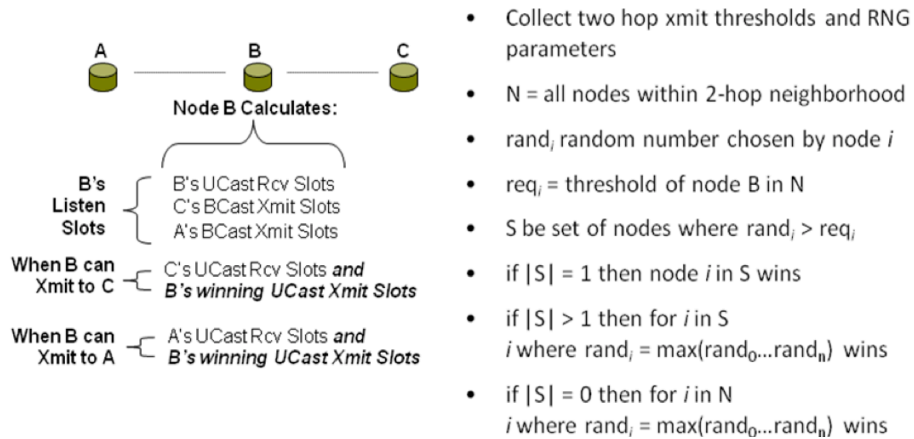 A B C
Node B Calculates:
B's
Listen
Slots
B's UCast Rcv Slots
C's BCast Xmit Slots
A's BCast Xmit Slots
When B can
Xmit to C
C's UCast Rcv Slots and
B's winning UCast Xmit Slots
When B can
Xmit to A
A's UCast Rcv Slots and
B's winning UCast Xmit Slots
• Collect two hop xmit thresholds and RNG
parameters
• N = all nodes within 2-hop neighborhood
• randᵢ random number chosen by node i
• reqᵢ = threshold of node B in N
• S be set of nodes where randᵢ > reqᵢ
• if |S| = 1 then node i in S wins
• if |S| > 1 then for i in S
i where randᵢ = max(rand₀...randₙ) wins
• if |S| = 0 then for i in N
i where randᵢ = max(rand₀...randₙ) wins